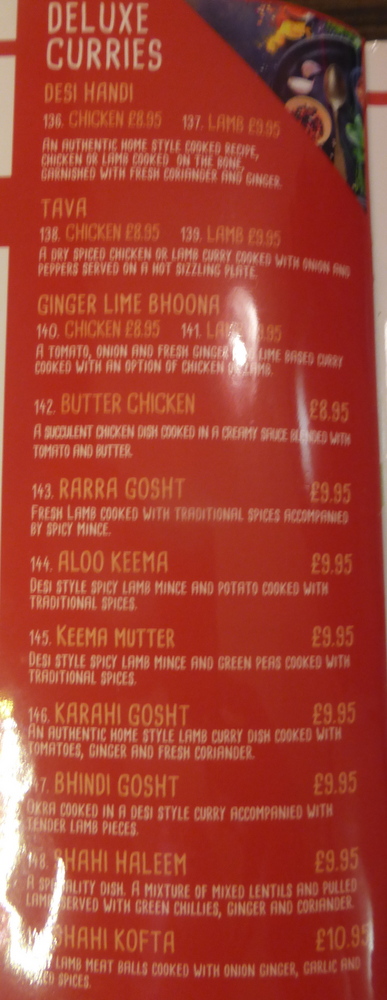 DELUXE
CURRIES
DESI HANDI
136. CHICKEN £8.95 137. LAMB £9.95
AN AUTHENTIC HOME STYLE COOKED RECIPE,
CHICKEN OR LAMB COOKED ON THE BONE,
GARNISHED WITH FRESH CORIANDER AND GINGER.
TAVA
138. CHICKEN £8.95 139. LAMB £9.95
A DRY SPICED CHICKEN OR LAMB CURRY COOKED WITH ONION AND
PEPPERS SERVED ON A HOT SIZZLING PLATE.
GINGER LIME BHOONA
140. CHICKEN £8.95 141.
A TOMATO, ONION AND FRESH GINGER LIME BASED CURRY
COOKED WITH AN OPTION OF CHICKEN OR LAMB.
142. BUTTER CHICKEN £8.95
A SUCCULENT CHICKEN DISH COOKED IN A CREAMY SAUCE BLENDED WITH
TOMATO AND BUTTER.
143. RARRA GOSHT £9.95
FRESH LAMB COOKED WITH TRADITIONAL SPICES ACCOMPANIED
BY SPICY MINCE.
144. ALOO KEEMA £9.95
DESI STYLE SPICY LAMB MINCE AND POTATO COOKED WITH
TRADITIONAL SPICES.
145. KEEMA MUTTER £9.95
DESI STYLE SPICY LAMB MINCE AND GREEN PEAS COOKED WITH
TRADITIONAL SPICES.
146. KARAHI GOSHT £9.95
AN AUTHENTIC HOME STYLE LAMB CURRY DISH COOKED WITH
TOMATOES, GINGER AND FRESH CORIANDER.
47. BHINDI GOSHT £9.95
OKRA COOKED IN A DESI STYLE CURRY ACCOMPANIED WITH
TENDER LAMB PIECES.
48. SHAHI HALEEM £9.95
A SPECIALITY DISH. A MIXTURE OF MIXED LENTILS AND PULLED
LAMB SERVED WITH GREEN CHILLIES, GINGER AND CORIANDER.
SHAHI KOFTA £10.95
LAMB MEAT BALLS COOKED WITH ONION GINGER, GARLIC AND
SPICES.